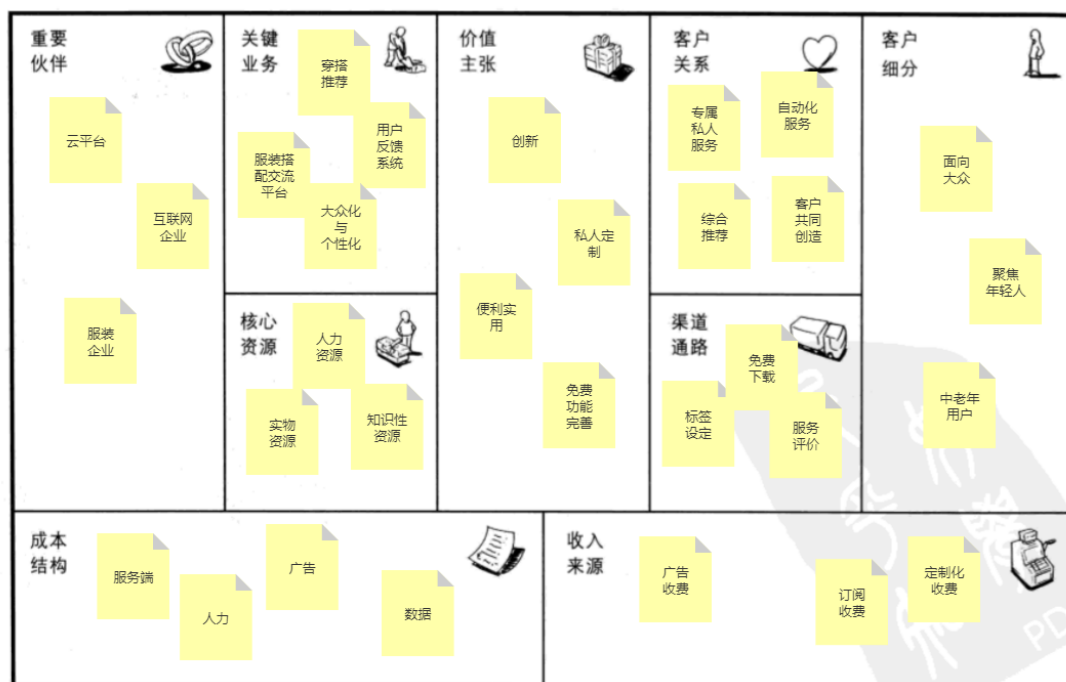 重要
伙伴
云平台
互联网
企业
服装
企业
关键
业务
穿搭
推荐
用户
反馈
系统
服装搭
配交流
平台
大众化
与
个性化
核心
资源
人力
资源
实物
资源
知识性
资源
价值
主张
创新
私人定
制
便利实
用
免费
功能
完善
客户
关系
专属
私人
服务
自动化
服务
综合
推荐
客户
共同
创造
渠道
通路
免费
下载
标签
设定
服务
评价
客户
细分
面向
大众
聚焦
年轻人
中老年
用户
成本
结构
服务端
人力
广告
数据
收入
来源
广告
收费
订阅
收费
定制化
收费
PD